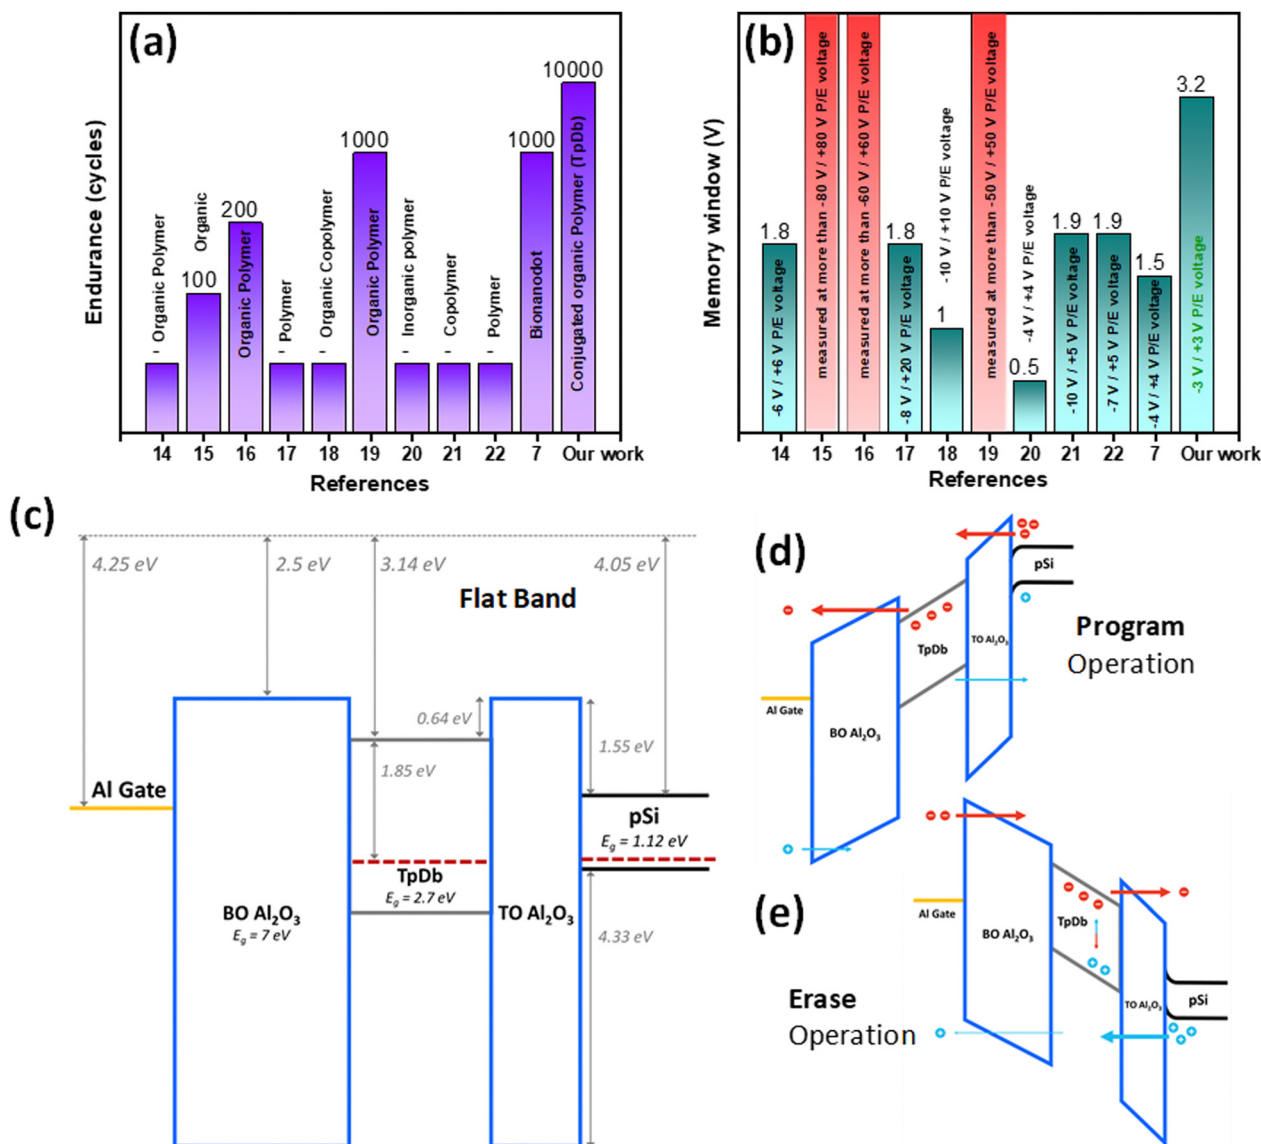 (a)
Endurance (cycles)
- Organic Polymer
100
Organic
200
Organic Polymer
- Polymer
- Organic Copolymer
1000
Organic Polymer
- Inorganic polymer
- Copolymer
- Polymer
1000
Bionanodot
10000
Conjugated organic Polymer (TpDb)
14 15 16 17 18 19 20 21 22 7 Our work
References
(b)
Memory window (V)
1.8
-6 V / +6 V P/E voltage
measured at more than -80 V / +80 V P/E voltage
measured at more than -60 V / +60 V P/E voltage
1.8
-8 V / +20 V P/E voltage
1
-10 V / +10 V P/E voltage
measured at more than -50 V / +50 V P/E voltage
0.5
-4 V / +4 V P/E voltage
1.9
-10 V / +5 V P/E voltage
1.9
-7 V / +5 V P/E voltage
1.5
-4 V / +4 V P/E voltage
3.2
-3 V / +3 V P/E voltage
14 15 16 17 18 19 20 21 22 7 Our work
References
(c)
4.25 eV
2.5 eV
3.14 eV
4.05 eV
Flat Band
0.64 eV
1.55 eV
1.85 eV
Al Gate
pSi
Eg = 1.12 eV
TpDb
Eg = 2.7 eV
BO Al2O3
Eg = 7 eV
TO Al2O3
4.33 eV
(d)
pSi
TpDb
TO Al2O3
Program
Operation
Al Gate
BO Al2O3
(e)
Al Gate
TpDb
BO Al2O3
TO Al2O3
pSi
Erase
Operation